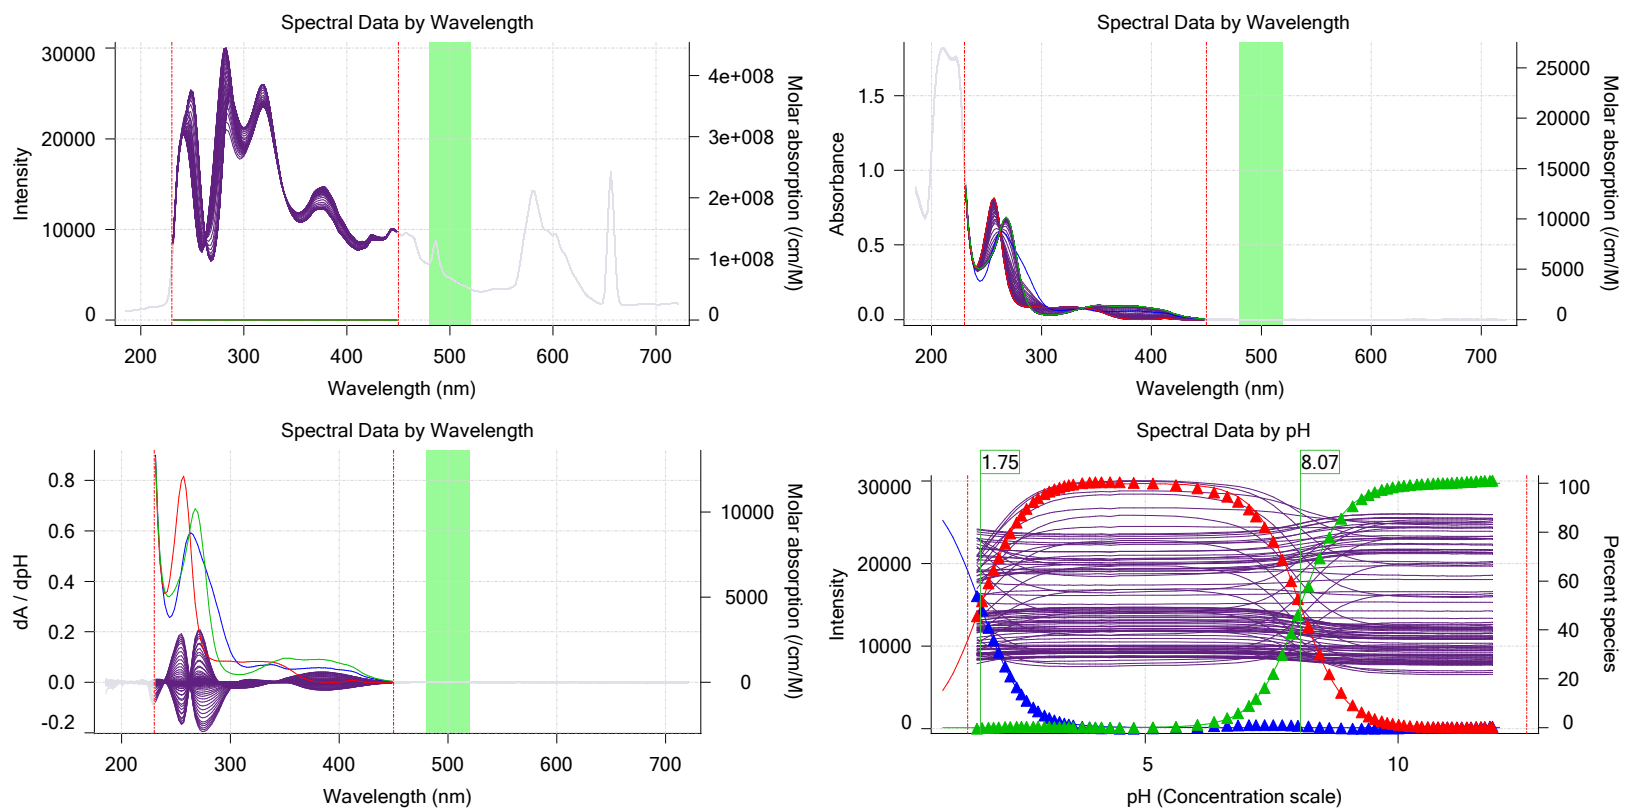 Spectral Data by Wavelength
30000
20000
10000
0
Intensity
4e+008
3e+008
2e+008
1e+008
0
Molar absorption (/cm/M)
200 300 400 500 600 700
Wavelength (nm)
Spectral Data by Wavelength
1.5
1.0
0.5
0.0
Absorbance
25000
20000
15000
10000
5000
0
Molar absorption (/cm/M)
200 300 400 500 600 700
Wavelength (nm)
Spectral Data by Wavelength
0.8
0.6
0.4
0.2
0.0
-0.2
dA / dpH
10000
5000
0
Molar absorption (/cm/M)
200 300 400 500 600 700
Wavelength (nm)
Spectral Data by pH
1.75
8.07
30000
20000
10000
0
Intensity
100
80
60
40
20
0
Percent species
5 10
pH (Concentration scale)